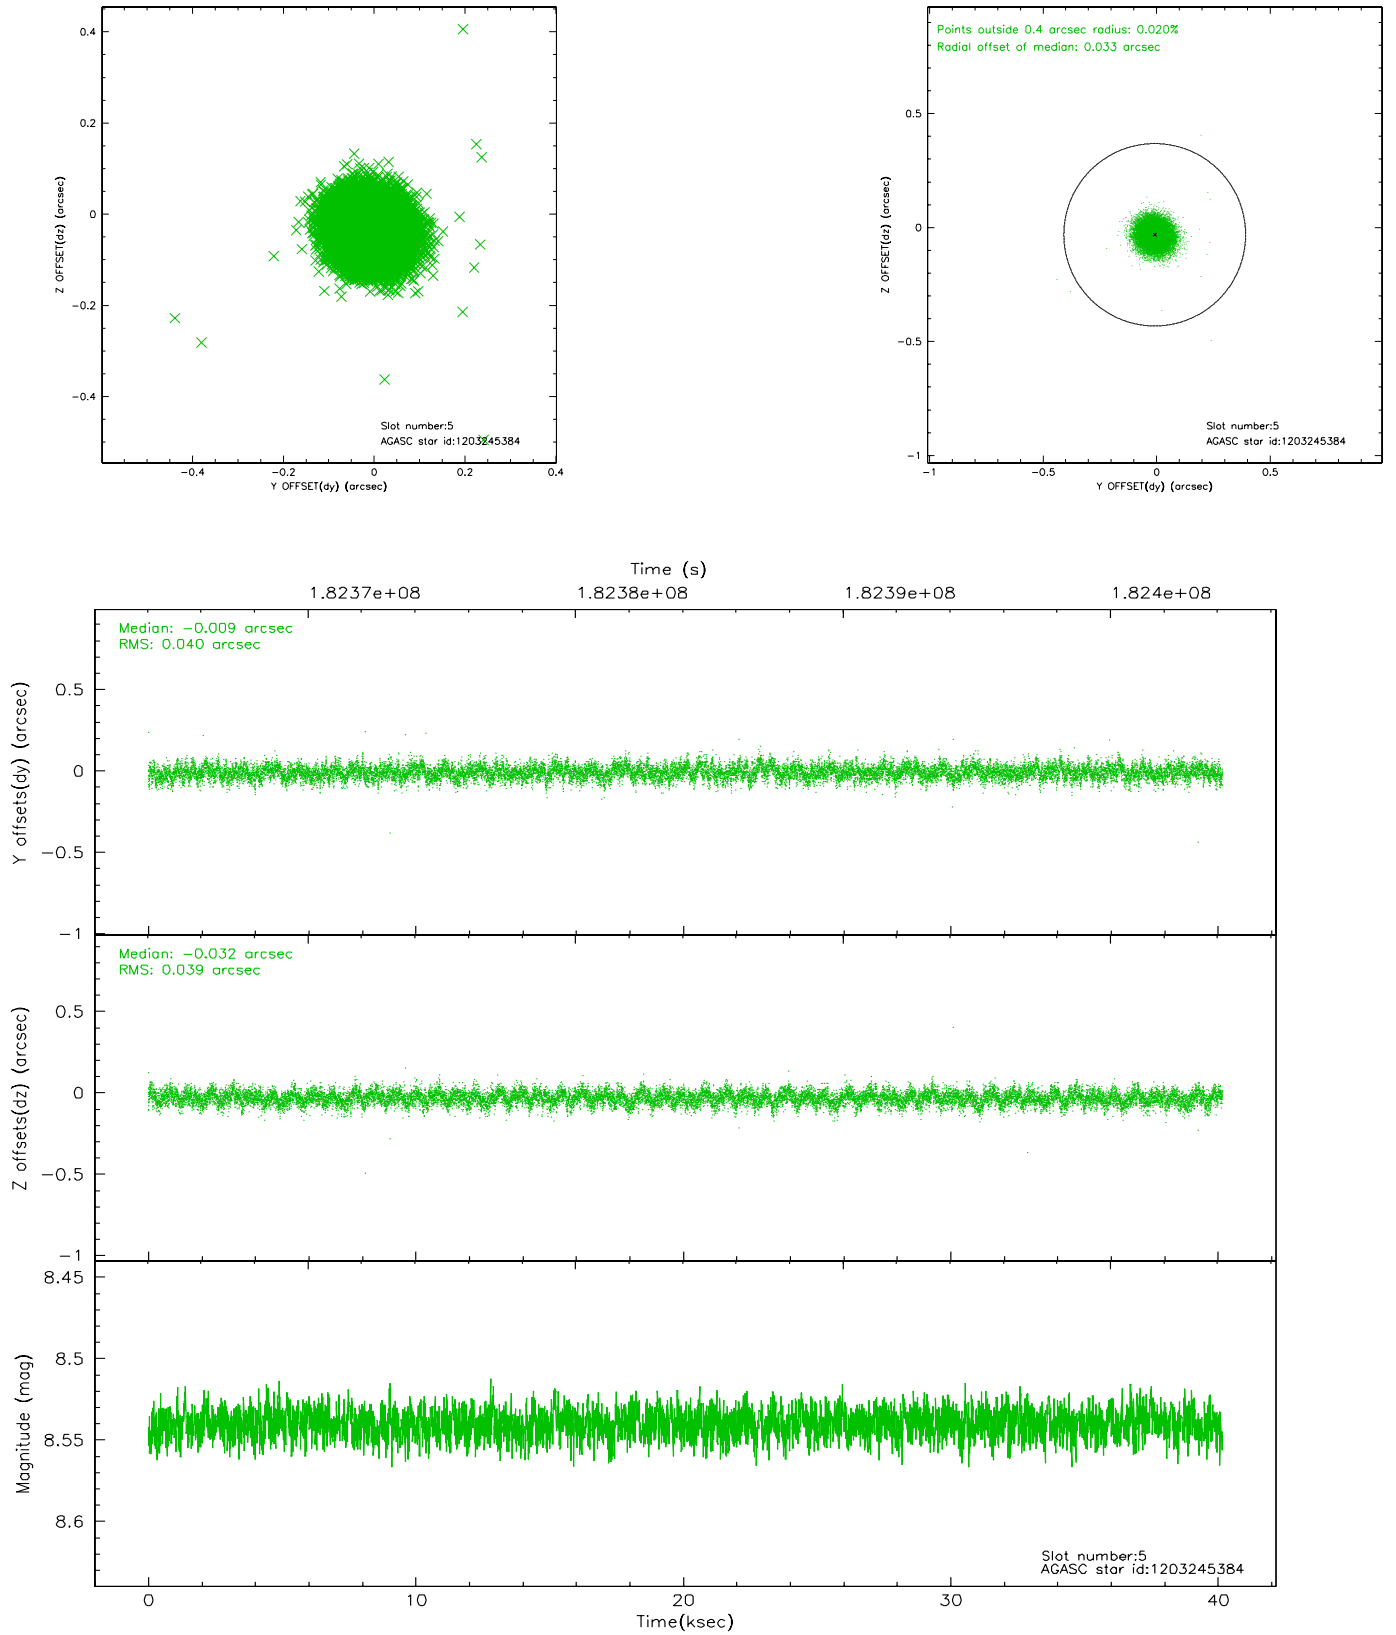 0.4
0.2
0
−0.2
−0.4
Z OFFSET(dz) (arcsec)
−0.4 −0.2 0 0.2 0.4
Y OFFSET(dy) (arcsec)
Slot number:5
AGASC star id:1203245384
Points outside 0.4 arcsec radius: 0.020%
Radial offset of median: 0.033 arcsec
0.5
0
−0.5
−1
Z OFFSET(dz) (arcsec)
−1 −0.5 0 0.5
Y OFFSET(dy) (arcsec)
Slot number:5
AGASC star id:1203245384
Time (s)
1.8237e+08 1.8238e+08 1.8239e+08 1.824e+08
Median: −0.009 arcsec
RMS: 0.040 arcsec
0.5
0
−0.5
−1
Y offsets(dy) (arcsec)
Median: −0.032 arcsec
RMS: 0.039 arcsec
0.5
0
−0.5
−1
Z offsets(dz) (arcsec)
8.45
8.5
8.55
8.6
Magnitude (mag)
Slot number:5
AGASC star id:1203245384
0 10 20 30 40
Time(ksec)